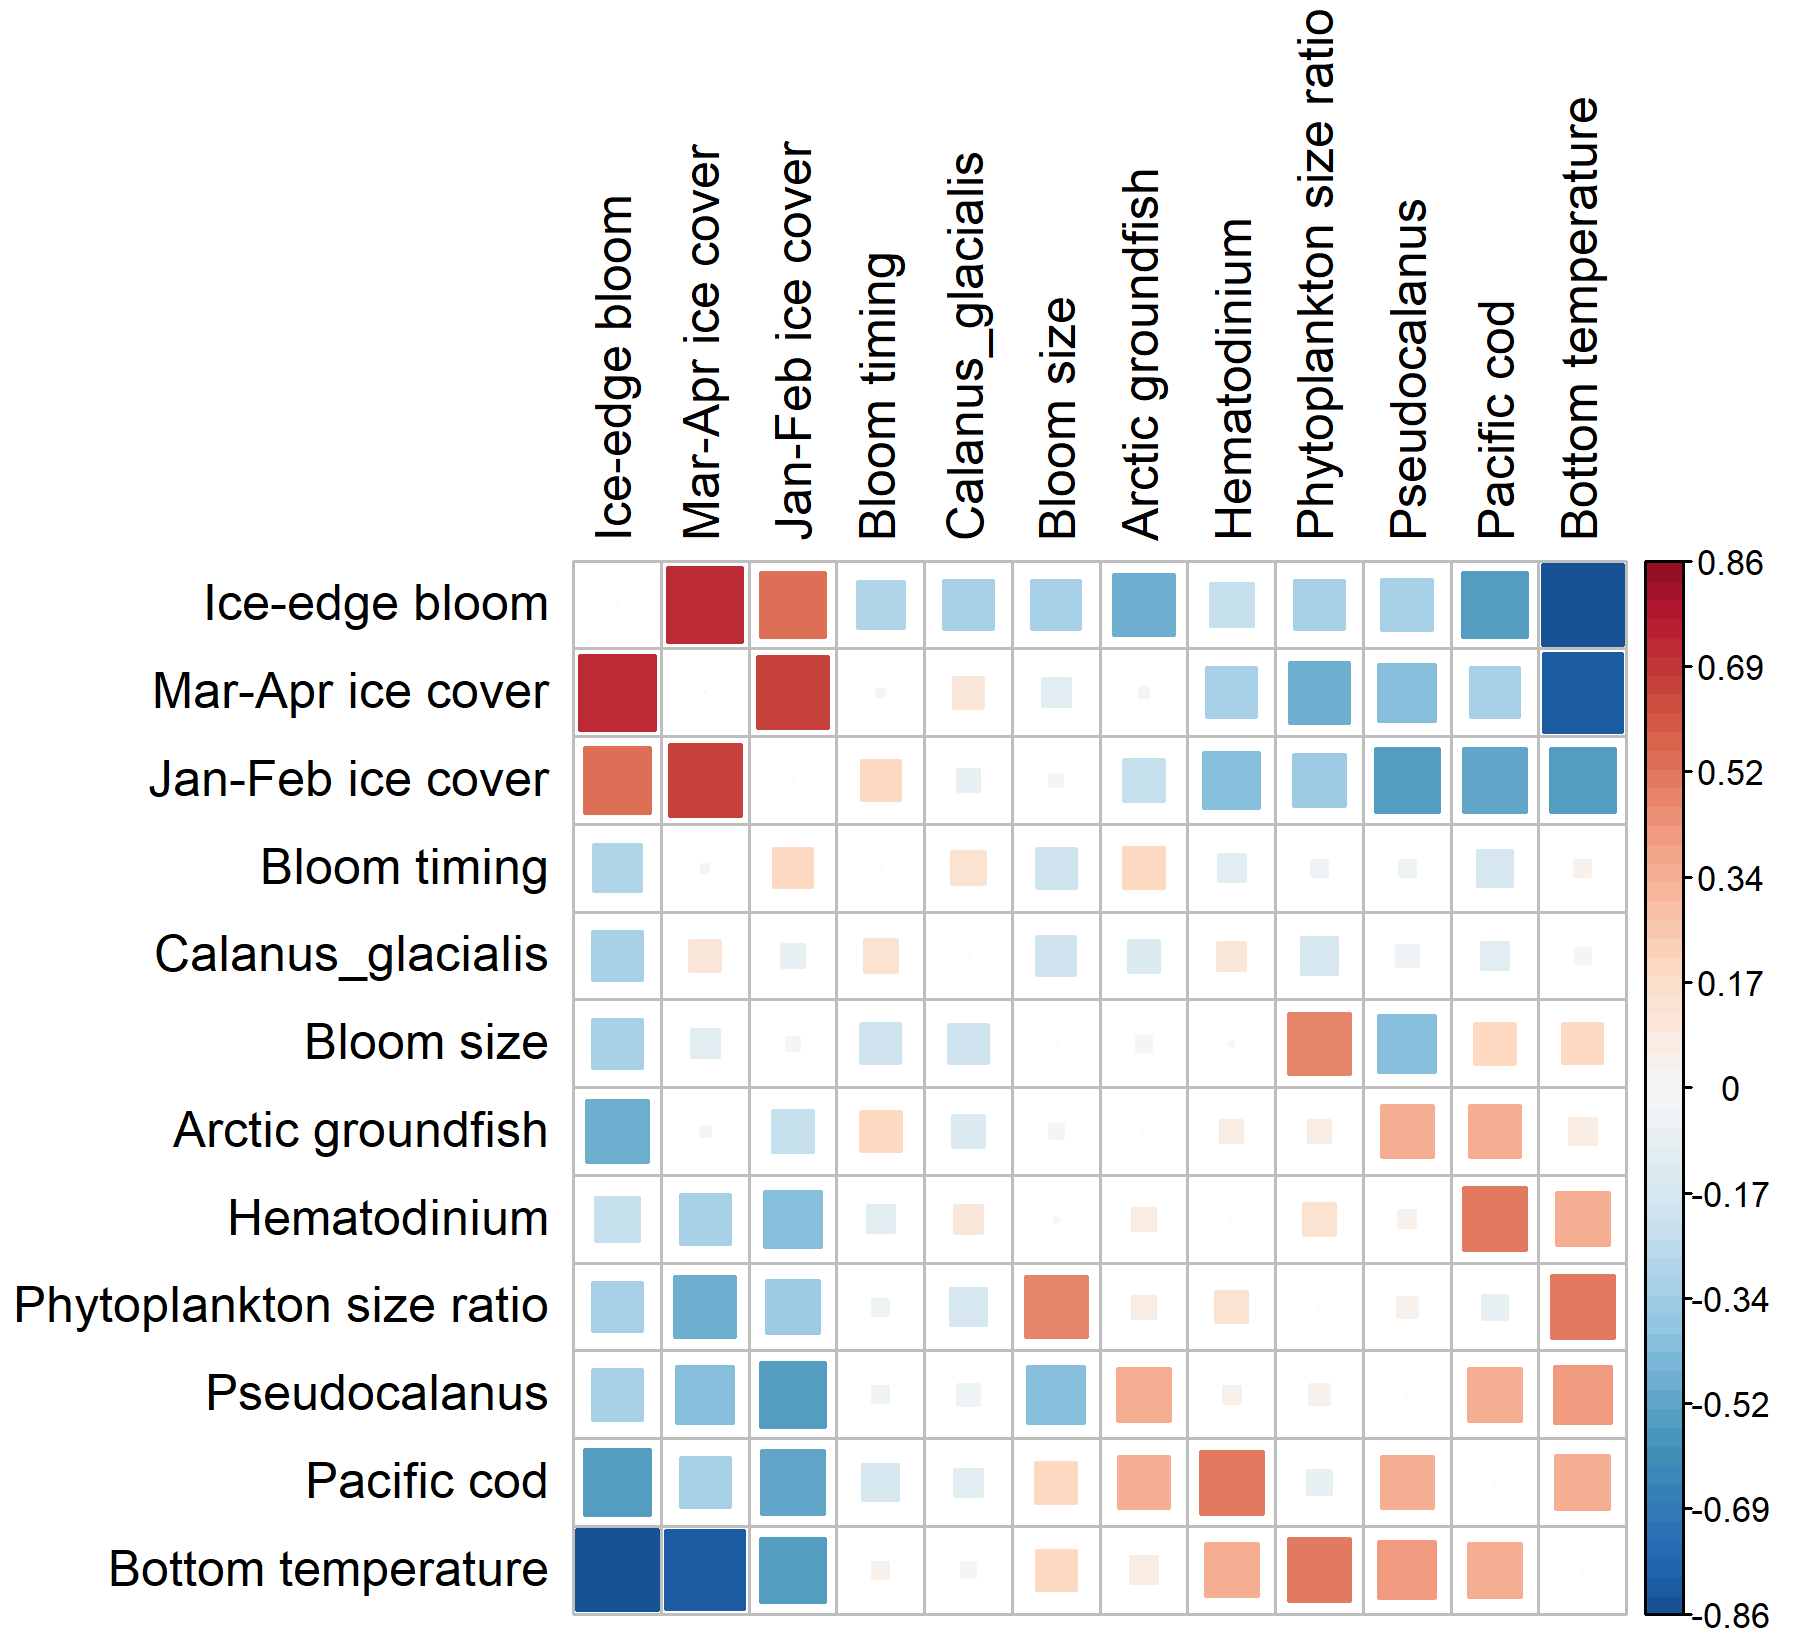 Ice-edge bloom
Mar-Apr ice cover
Jan-Feb ice cover
Bloom timing
Calanus_glacialis
Bloom size
Arctic groundfish
Hematodinium
Phytoplankton size ratio
Pseudocalanus
Pacific cod
Bottom temperature
Ice-edge bloom
Mar-Apr ice cover
Jan-Feb ice cover
Bloom timing
Calanus_glacialis
Bloom size
Arctic groundfish
Hematodinium
Phytoplankton size ratio
Pseudocalanus
Pacific cod
Bottom temperature
0.86
0.69
0.52
0.34
0.17
0
-0.17
-0.34
-0.52
-0.69
-0.86